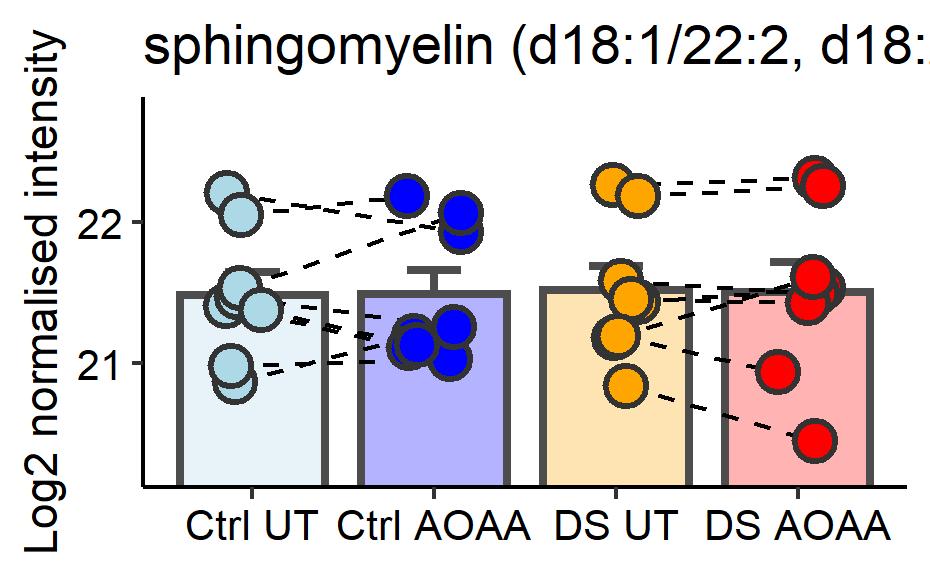 sphingomyelin (d18:1/22:2, d18:
Log2 normalised intensity
22
21
Ctrl UT Ctrl AOAA DS UT DS AOAA